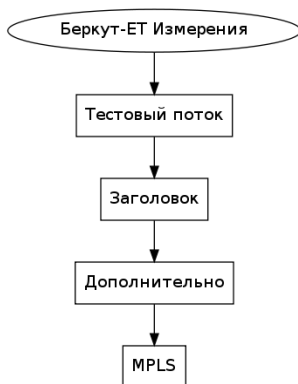 Беркут-ЕТ Измерения
Тестовый поток
Заголовок
Дополнительно
MPLS